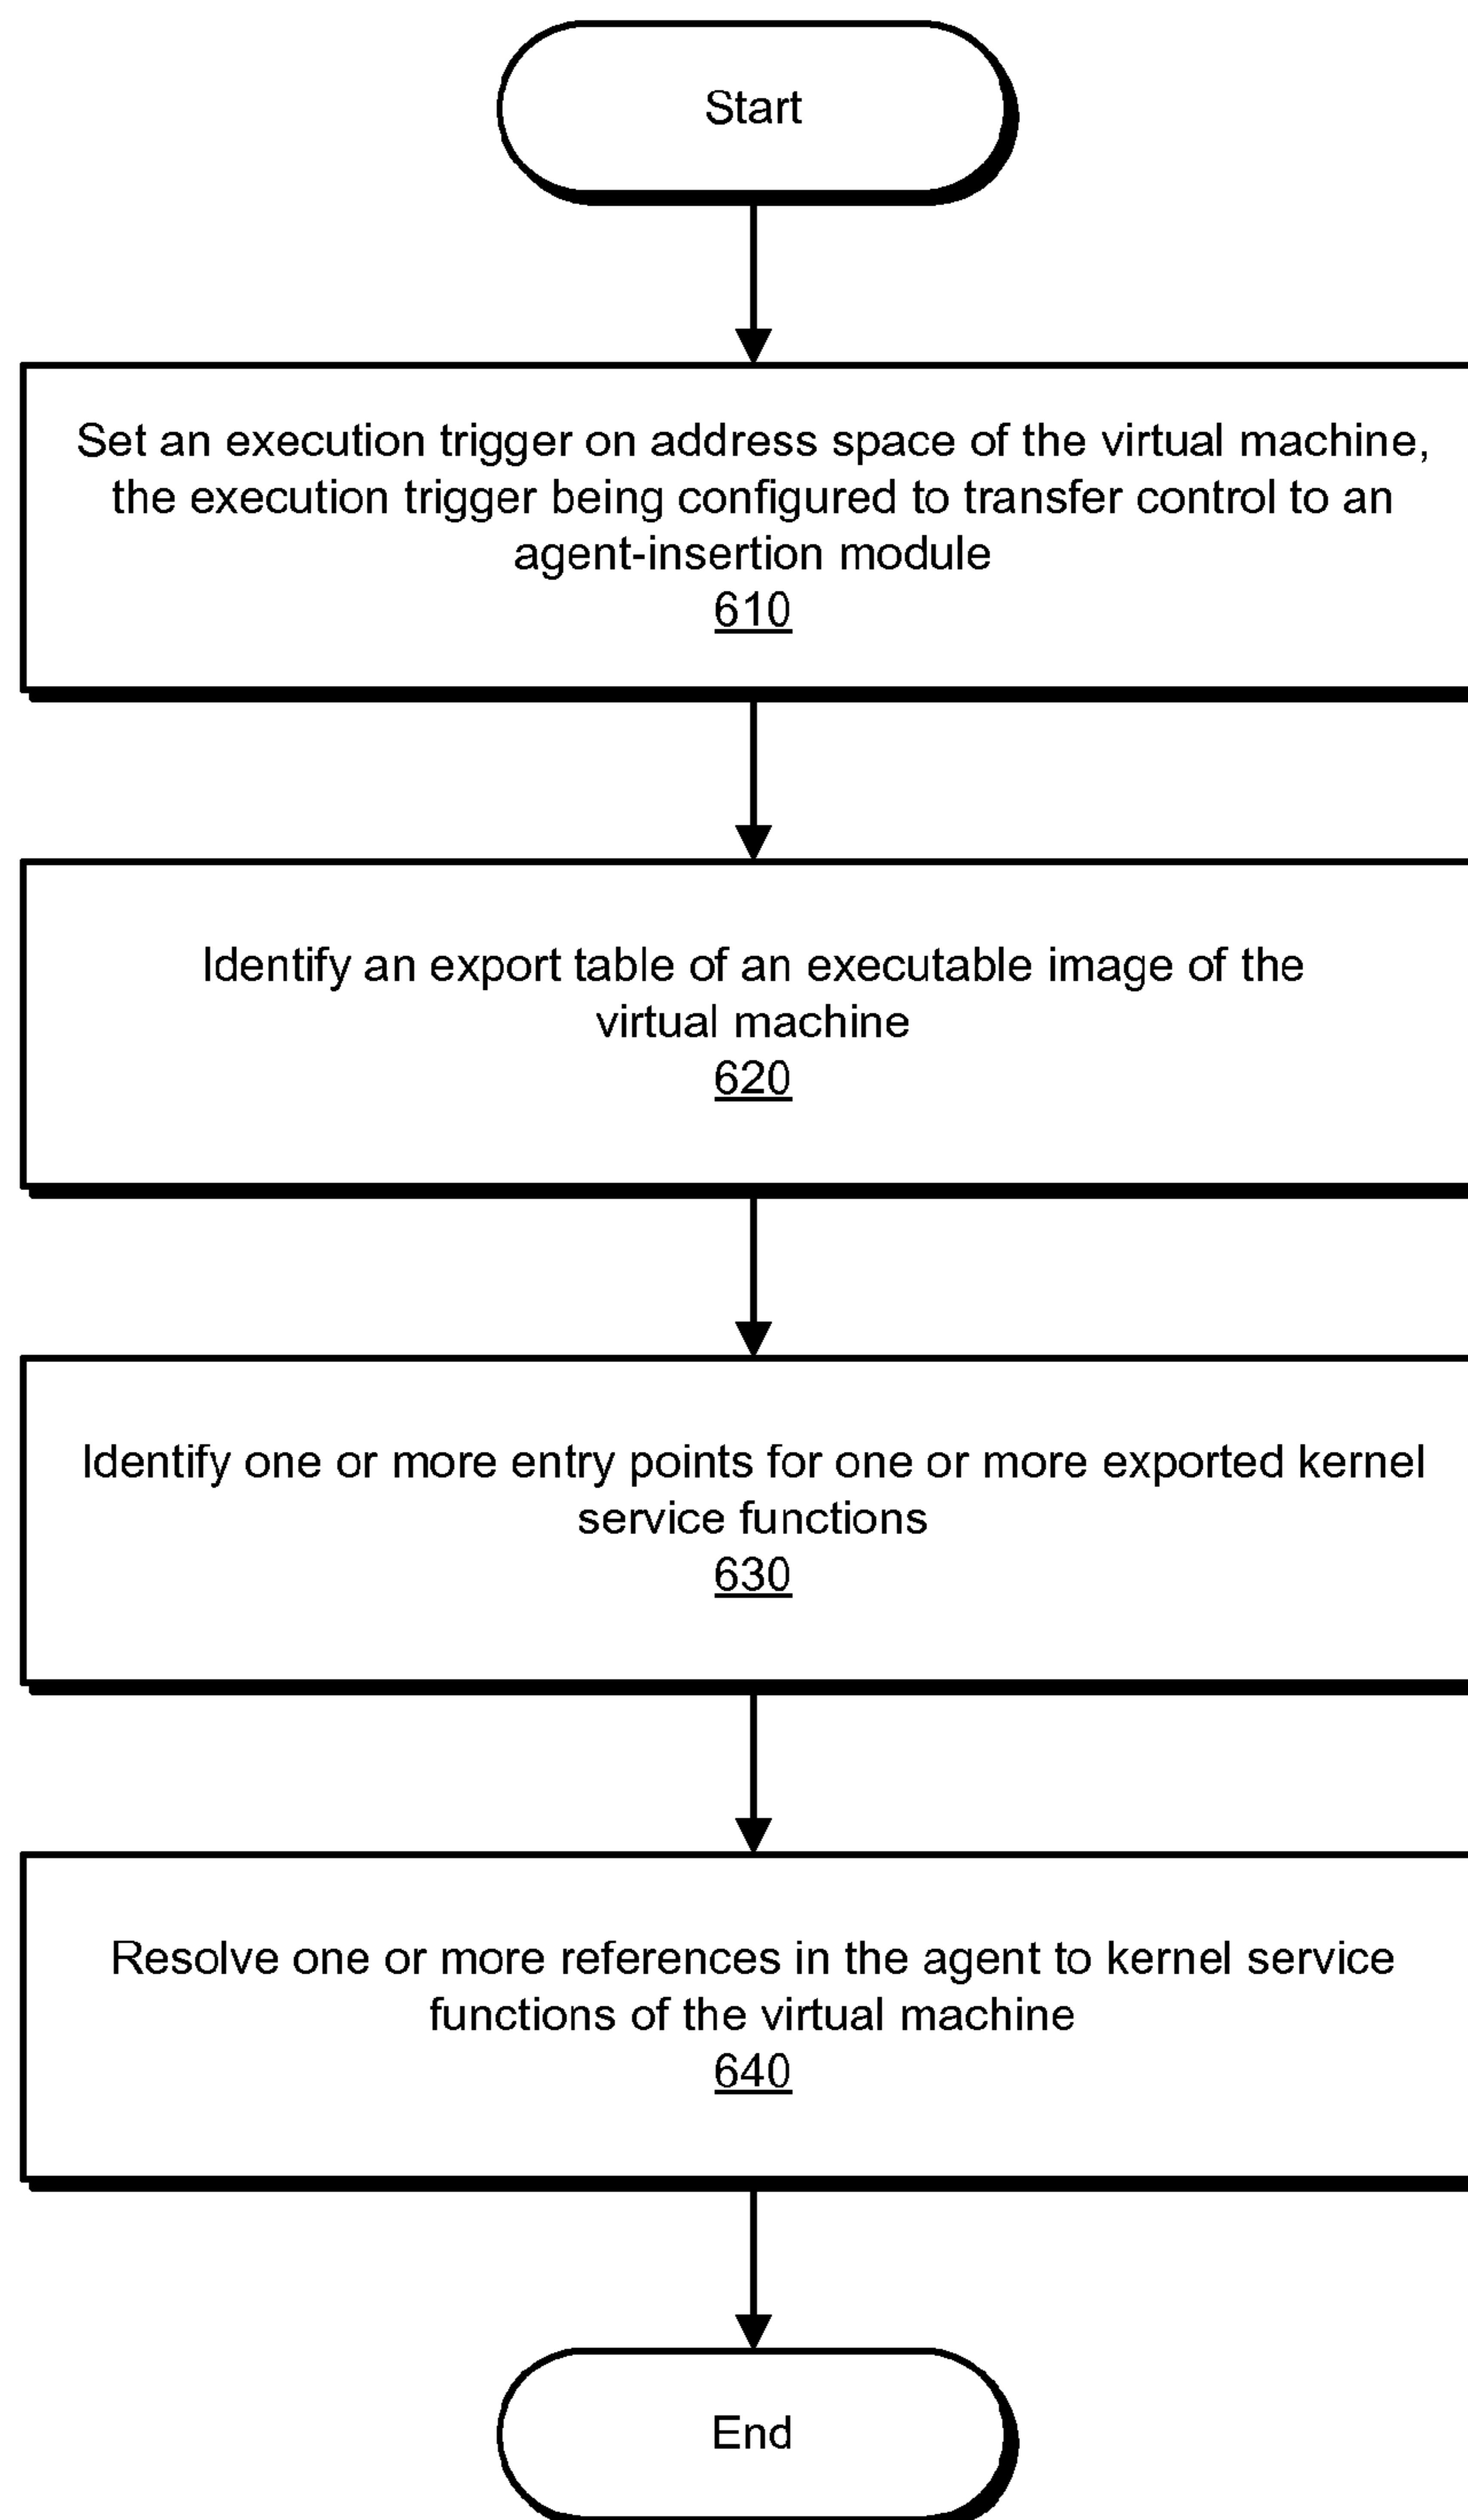 Start
Set an execution trigger on address space of the virtual machine,
the execution trigger being configured to transfer control to an
agent-insertion module
610
Identify an export table of an executable image of the
virtual machine
620
Identify one or more entry points for one or more exported kernel
service functions
630
Resolve one or more references in the agent to kernel service
functions of the virtual machine
640
End